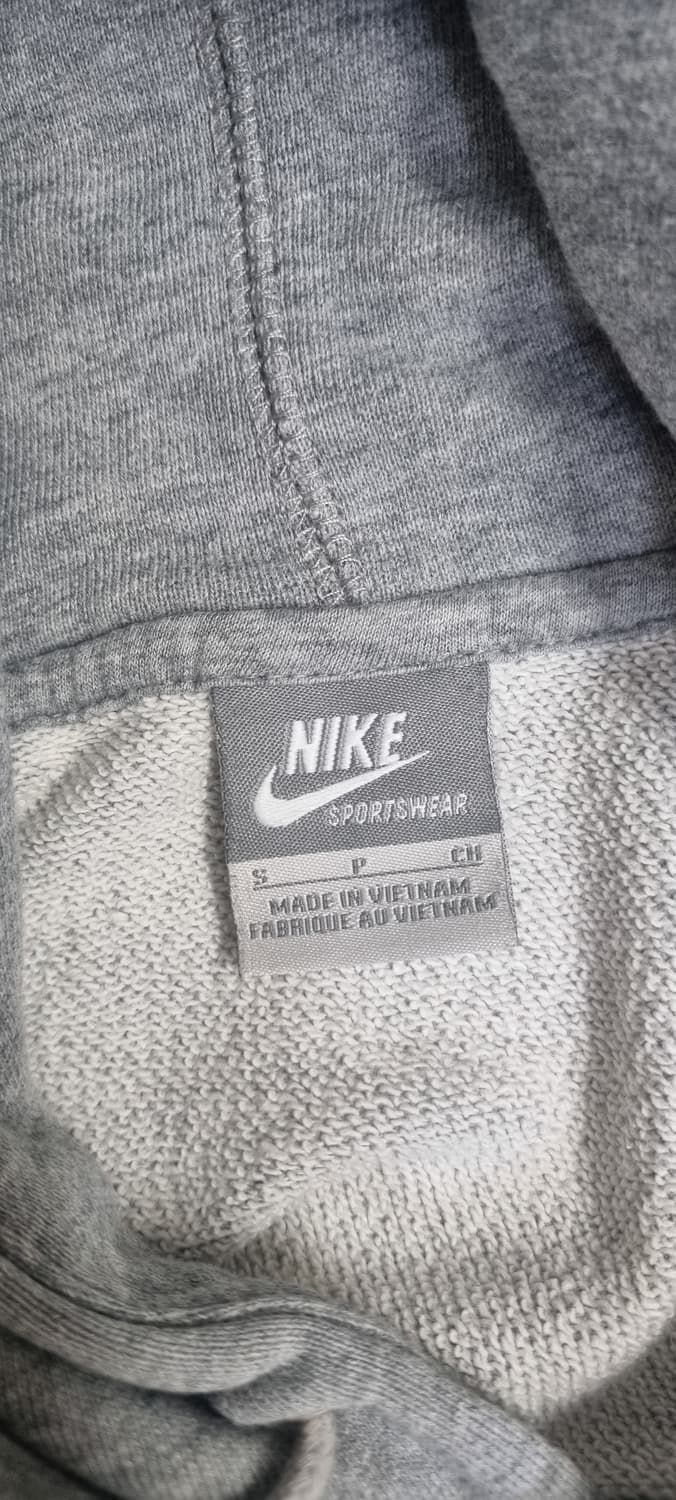 NIKE
SPORTSWEAR
S P CH
MADE IN VIETNAM
FABRIQUE AU VIETNAM